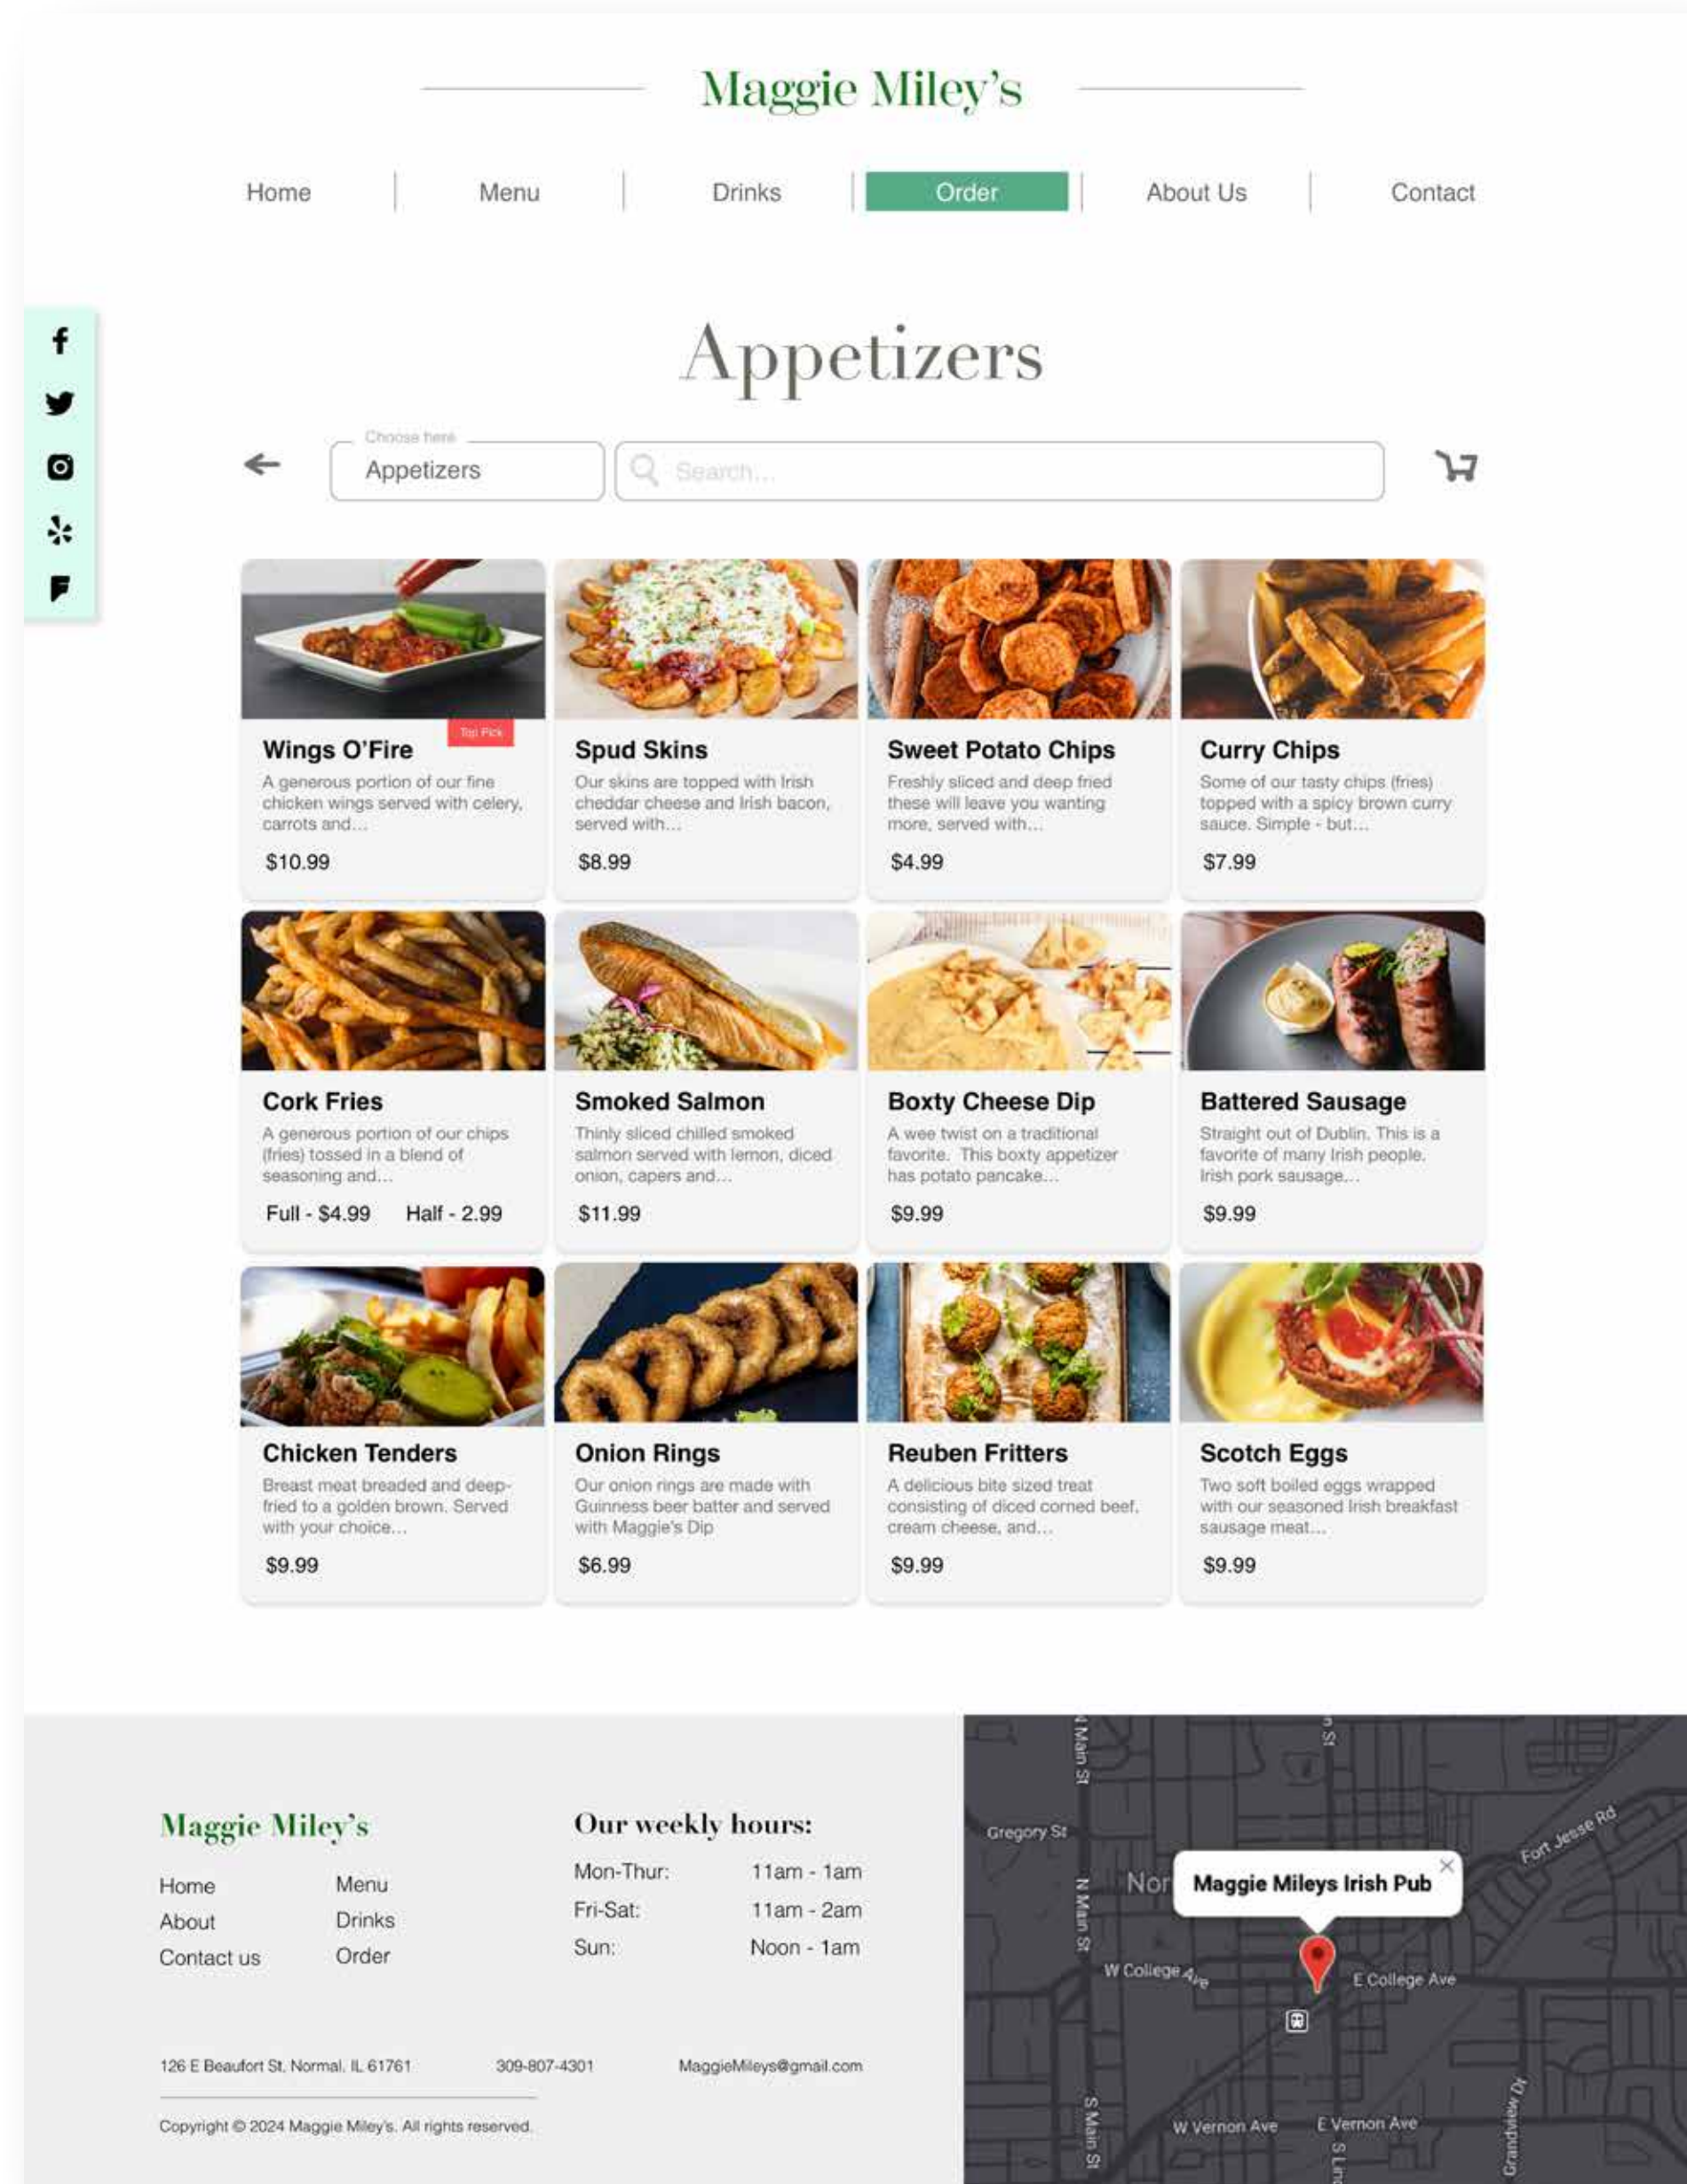 Maggie Miley's
Home
Menu
Drinks
Order
About Us
Contact
Appetizers
Choose here
Appetizers
Search...
Top Pick
Wings O'Fire
A generous portion of our fine
chicken wings served with celery,
carrots and...
$10.99
Spud Skins
Our skins are topped with Irish
cheddar cheese and Irish bacon,
served with...
$8.99
Sweet Potato Chips
Freshly sliced and deep fried
these will leave you wanting
more, served with...
$4.99
Curry Chips
Some of our tasty chips (fries)
topped with a spicy brown curry
sauce. Simple - but...
$7.99
Cork Fries
A generous portion of our chips
(fries) tossed in a blend of
seasoning and...
Full - $4.99 Half - 2.99
Smoked Salmon
Thinly sliced chilled smoked
salmon served with lemon, diced
onion, capers and...
$11.99
Boxty Cheese Dip
A wee twist on a traditional
favorite. This boxty appetizer
has potato pancake...
$9.99
Battered Sausage
Straight out of Dublin. This is a
favorite of many Irish people.
Irish pork sausage...
$9.99
Chicken Tenders
Breast meat breaded and deep-
fried to a golden brown. Served
with your choice...
$9.99
Onion Rings
Our onion rings are made with
Guinness beer batter and served
with Maggie's Dip
$6.99
Reuben Fritters
A delicious bite sized treat
consisting of diced corned beef,
cream cheese, and...
$9.99
Scotch Eggs
Two soft boiled eggs wrapped
with our seasoned Irish breakfast
sausage meat...
$9.99
Maggie Miley's
Home Menu
About Drinks
Contact us Order
Our weekly hours:
Mon-Thur: 11am - 1am
Fri-Sat: 11am - 2am
Sun: Noon - 1am
126 E Beaufort St, Normal, IL 61761 309-807-4301 MaggieMileys@gmail.com
Copyright © 2024 Maggie Miley's. All rights reserved.
N Main St
St
Gregory St
Fort Jesse Rd
Nor
Maggie Mileys Irish Pub
N Main St
W College Ave
E College Ave
S Main St
W Vernon Ave
E Vernon Ave
S Lin
Grandview Dr